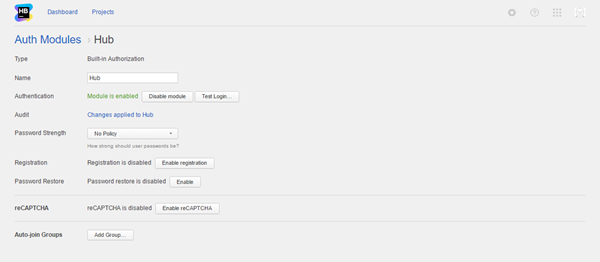 HB
Dashboard
Projects
Auth Modules › Hub
Type Built-in Authorization
Name Hub
Authentication Module is enabled Disable module Test Login...
Audit Changes applied to Hub
Password Strength No Policy
How strong should user passwords be?
Registration Registration is disabled Enable registration
Password Restore Password restore is disabled Enable
reCAPTCHA reCAPTCHA is disabled Enable reCAPTCHA
Auto-join Groups Add Group...